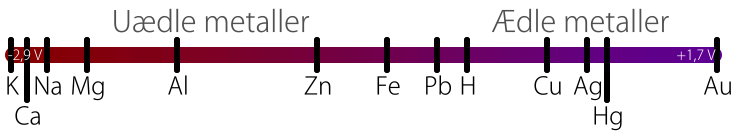 Uædle metaller Ædle metaller
-2,9 V +1,7 V
K Na Mg Al Zn Fe Pb H Cu Ag Au
Ca Hg